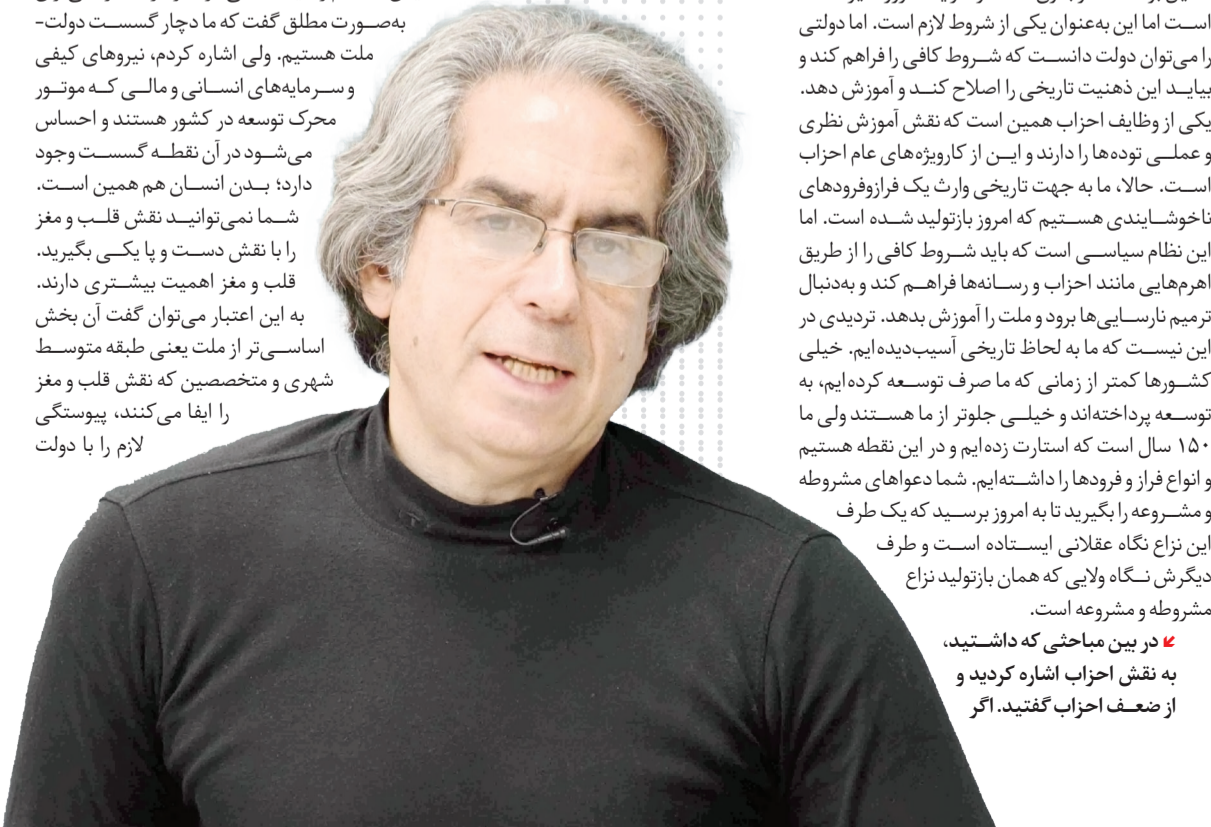 است اما این به‌عنوان یکی از شروط لازم است. اما دولتی
را می‌توان دولت دانست که شروط کافی را فراهم کند و
بیاید این ذهنیت تاریخی را اصلاح کند و آموزش دهد.
یکی از وظایف احزاب همین است که نقش آموزش نظری
و عملی توده‌ها را دارند و این از کارویژه‌های عام احزاب
است. حالا، ما به جهت تاریخی وارث یک فرازوفرودهای
ناخوشایندی هستیم که امروز بازتولید شده است. اما
این نظام سیاسی است که باید شروط کافی را از طریق
اهرم‌هایی مانند احزاب و رسانه‌ها فراهم کند و به‌دنبال
ترمیم نارسایی‌ها برود و ملت را آموزش بدهد. تردیدی در
این نیست که ما به لحاظ تاریخی آسیب‌دیده‌ایم. خیلی
کشورها کمتر از زمانی که ما صرف توسعه کرده‌ایم، به
توسعه پرداخته‌اند و خیلی جلوتر از ما هستند ولی ما
۱۵۰ سال است که استارت زده‌ایم و در این نقطه هستیم
و انواع فراز و فرودها را داشته‌ایم. شما دعواهای مشروطه
و مشروعه را بگیرید تا به امروز برسید که یک طرف
این نزاع نگاه عقلانی ایستاده است و طرف
دیگرش نگاه ولایی که همان بازتولید نزاع
مشروطه و مشروعه است.
در بین مباحثی که داشتید،
به نقش احزاب اشاره کردید و
از ضعف احزاب گفتید. اگر
به‌صورت مطلق گفت که ما دچار گسست دولت-
ملت هستیم. ولی اشاره کردم، نیروهای کیفی
و سرمایه‌های انسانی و مالی که موتور
محرک توسعه در کشور هستند و احساس
می‌شود در آن نقطه گسست وجود
دارد؛ بدن انسان هم همین است.
شما نمی‌توانید نقش قلب و مغز
را با نقش دست و پا یکی بگیرید.
قلب و مغز اهمیت بیشتری دارند.
به این اعتبار می‌توان گفت آن بخش
اساسی‌تر از ملت یعنی طبقه متوسط
شهری و متخصصین که نقش قلب و مغز
را ایفا می‌کنند، پیوستگی
لازم را با دولت